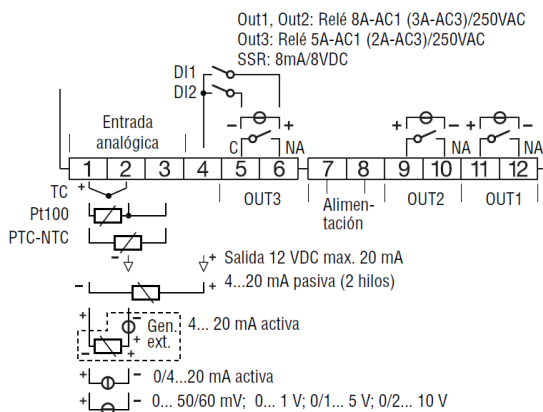 Out1, Out2: Relé 8A-AC1 (3A-AC3)/250VAC
Out3: Relé 5A-AC1 (2A-AC3)/250VAC
SSR: 8mA/8VDC
DI1
DI2
Entrada
analógica
- +
- +
- +
C NA
NA
NA
1 2 3 4 5 6 7 8 9 10 11 12
OUT3
Alimen-
tación
OUT2
OUT1
TC + -
Pt100
PTC-NTC
- + Salida 12 VDC max. 20 mA
- + 4...20 mA pasiva (2 hilos)
+ - Gen. ext. + 4... 20 mA activa
- +
+ - 0/4...20 mA activa
+ - 0... 50/60 mV; 0... 1 V; 0/1... 5 V; 0/2... 10 V